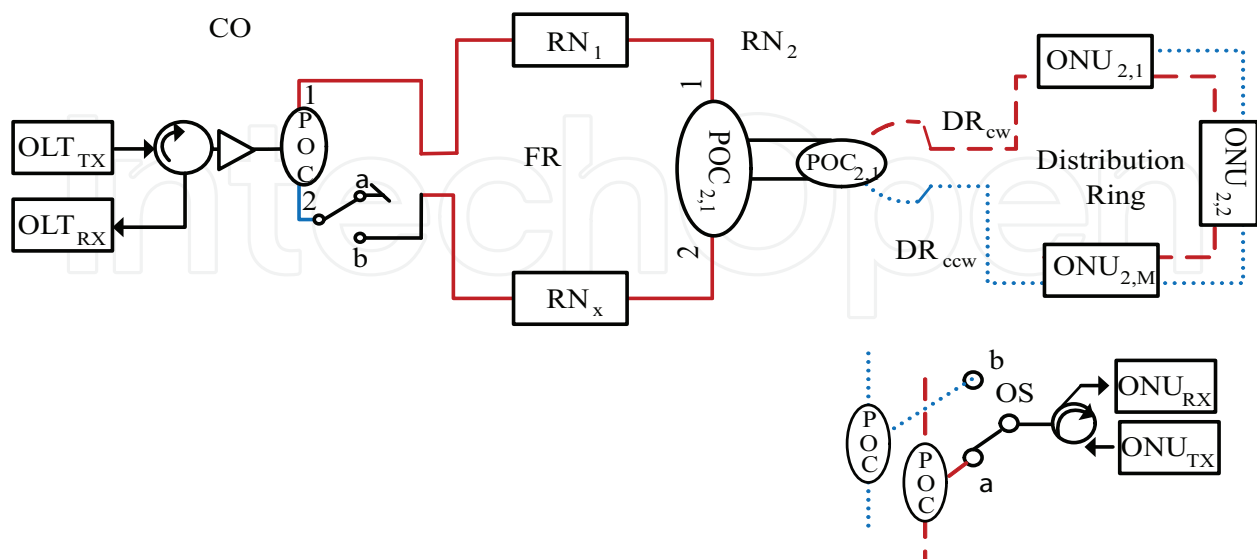 CO
RN1
RN2
1
1
OLTTX
POC
DRcw
ONU2,1
OLTRX
2
a
b
FR
POC2,1
POC2,1
Distribution
Ring
ONU2,2
2
DRccw
ONU2,M
RNx
IntechOpen
b
OS
ONURX
POC
POC
a
ONUTX